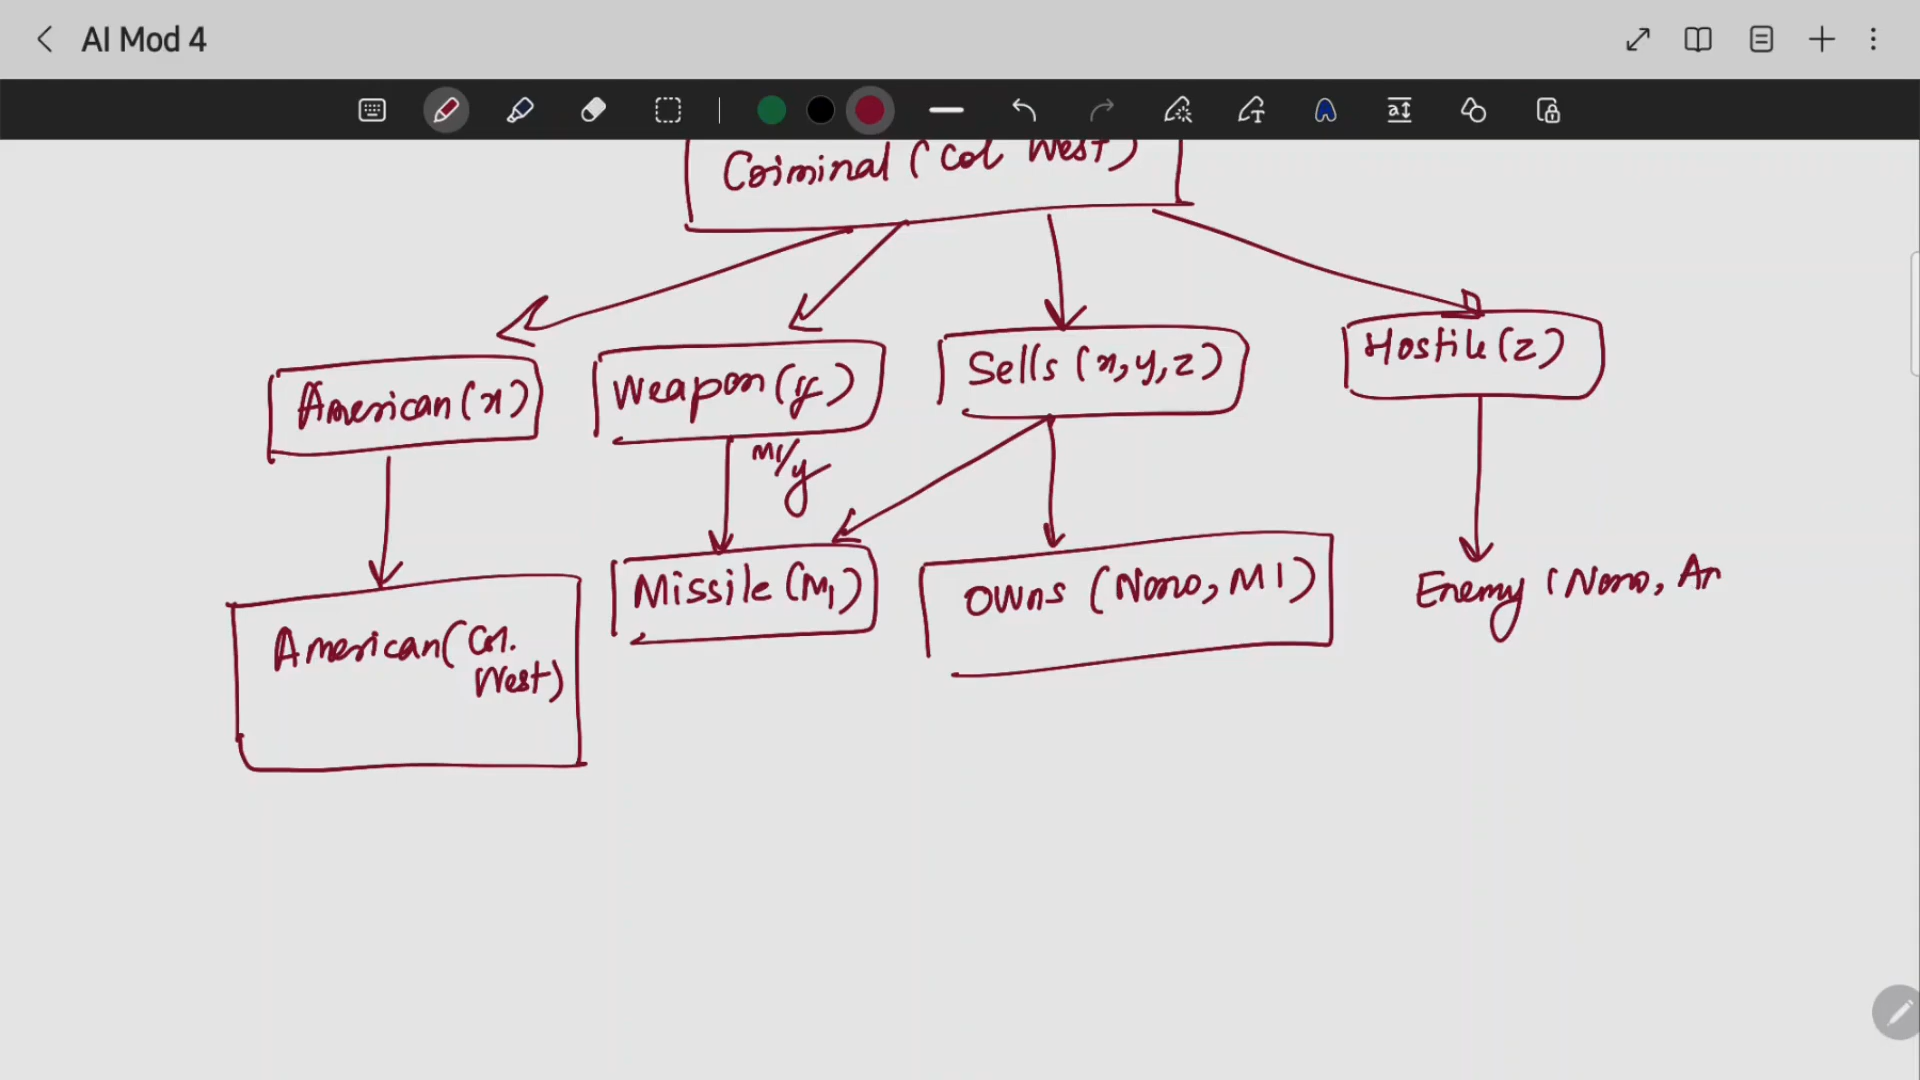 AI Mod 4
Criminal (Col West)
American(x)
Weapon(y)
Sells (x,y,z)
Hostile(z)
M1/y
American(Col.
West)
Missile(M1)
Owns (Nono, M1)
Enemy (Nono, Am